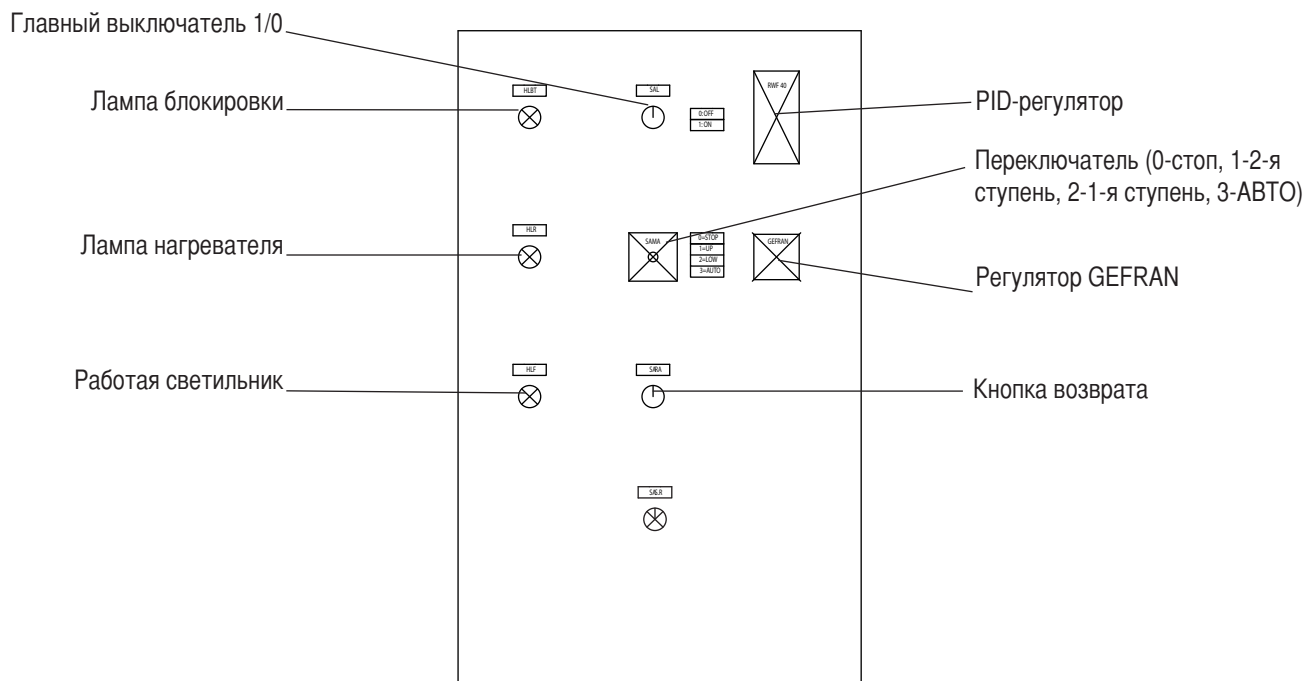 Главный выключатель 1/0
Лампа блокировки
Лампа нагревателя
Работая светильник
HLBT
HLR
HLF
SAL
0:OFF
1:ON
RWF 40
SAMA
0=STOP
1=UP
2=LOW
3=AUTO
GEFRAN
SARA
SAS.R
PID-регулятор
Переключатель (0-стоп, 1-2-я
ступень, 2-1-я ступень, 3-АВТО)
Регулятор GEFRAN
Кнопка возврата